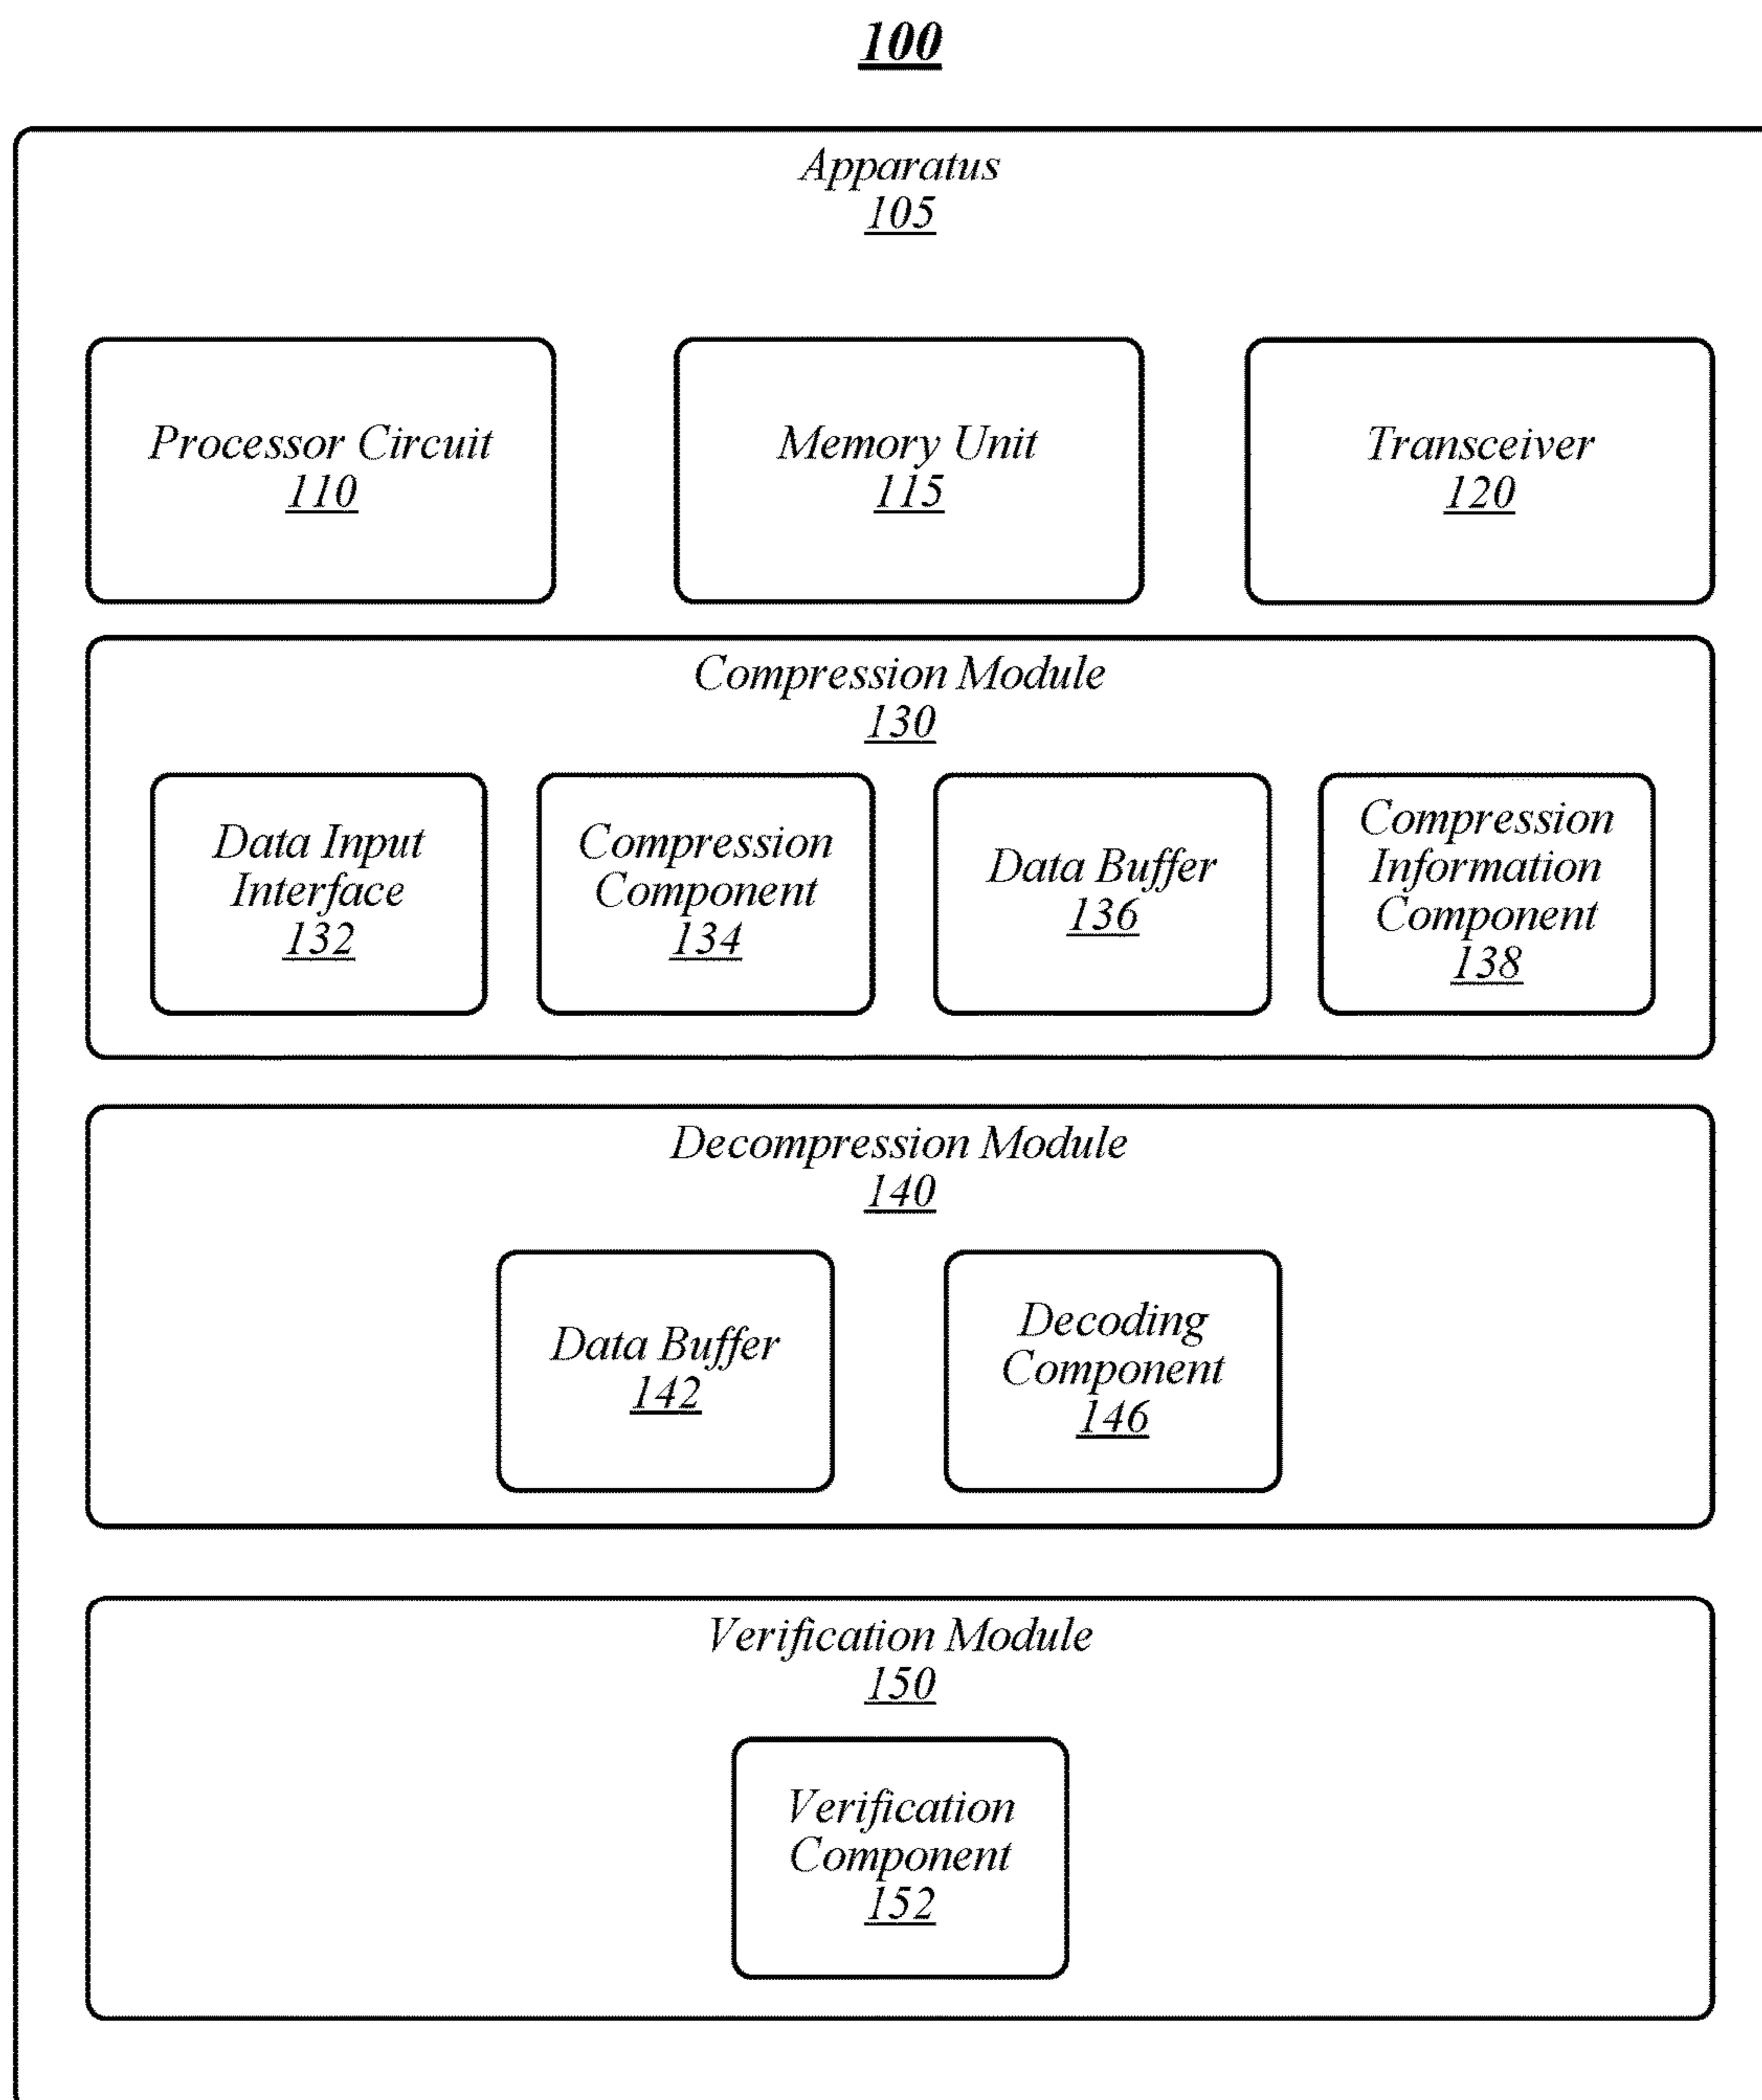 100
Apparatus
105
Processor Circuit
110
Memory Unit
115
Transceiver
120
Compression Module
130
Data Input
Interface
132
Compression
Component
134
Data Buffer
136
Compression
Information
Component
138
Decompression Module
140
Data Buffer
142
Decoding
Component
146
Verification Module
150
Verification
Component
152